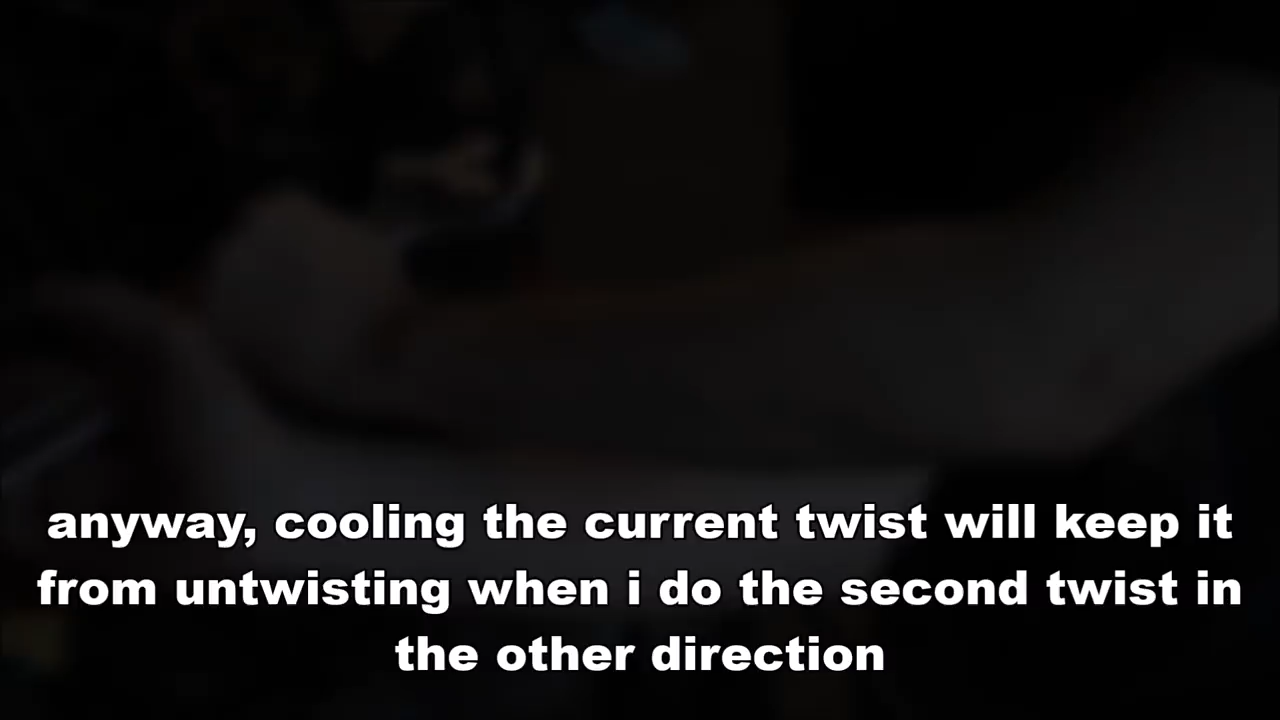 anyway, cooling the current twist will keep it
from untwisting when i do the second twist in
the other direction